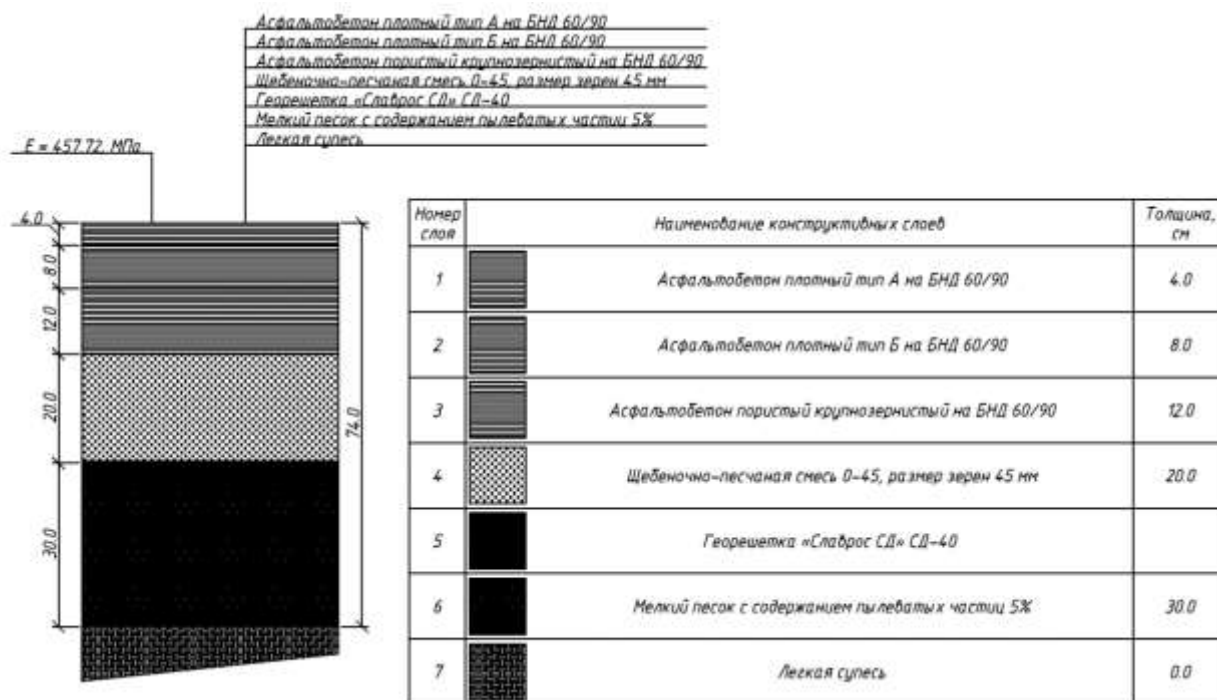 Асфальтобетон плотный тип А на БНД 60/90
Асфальтобетон плотный тип Б на БНД 60/90
Асфальтобетон пористый крупнозернистый на БНД 60/90
Щебеночно-песчаная смесь 0-45, размер зерен 45 мм
Георешетка «Славрос СД» СД-40
Мелкий песок с содержанием пылеватых частиц 5%
Легкая супесь
E = 457.72, МПа
4.0
8.0
12.0
20.0
30.0
74.0
Номер слоя Наименование конструктивных слоев Толщина, см
1 Асфальтобетон плотный тип А на БНД 60/90 4.0
2 Асфальтобетон плотный тип Б на БНД 60/90 8.0
3 Асфальтобетон пористый крупнозернистый на БНД 60/90 12.0
4 Щебеночно-песчаная смесь 0-45, размер зерен 45 мм 20.0
5 Георешетка «Славрос СД» СД-40
6 Мелкий песок с содержанием пылеватых частиц 5% 30.0
7 Легкая супесь 0.0